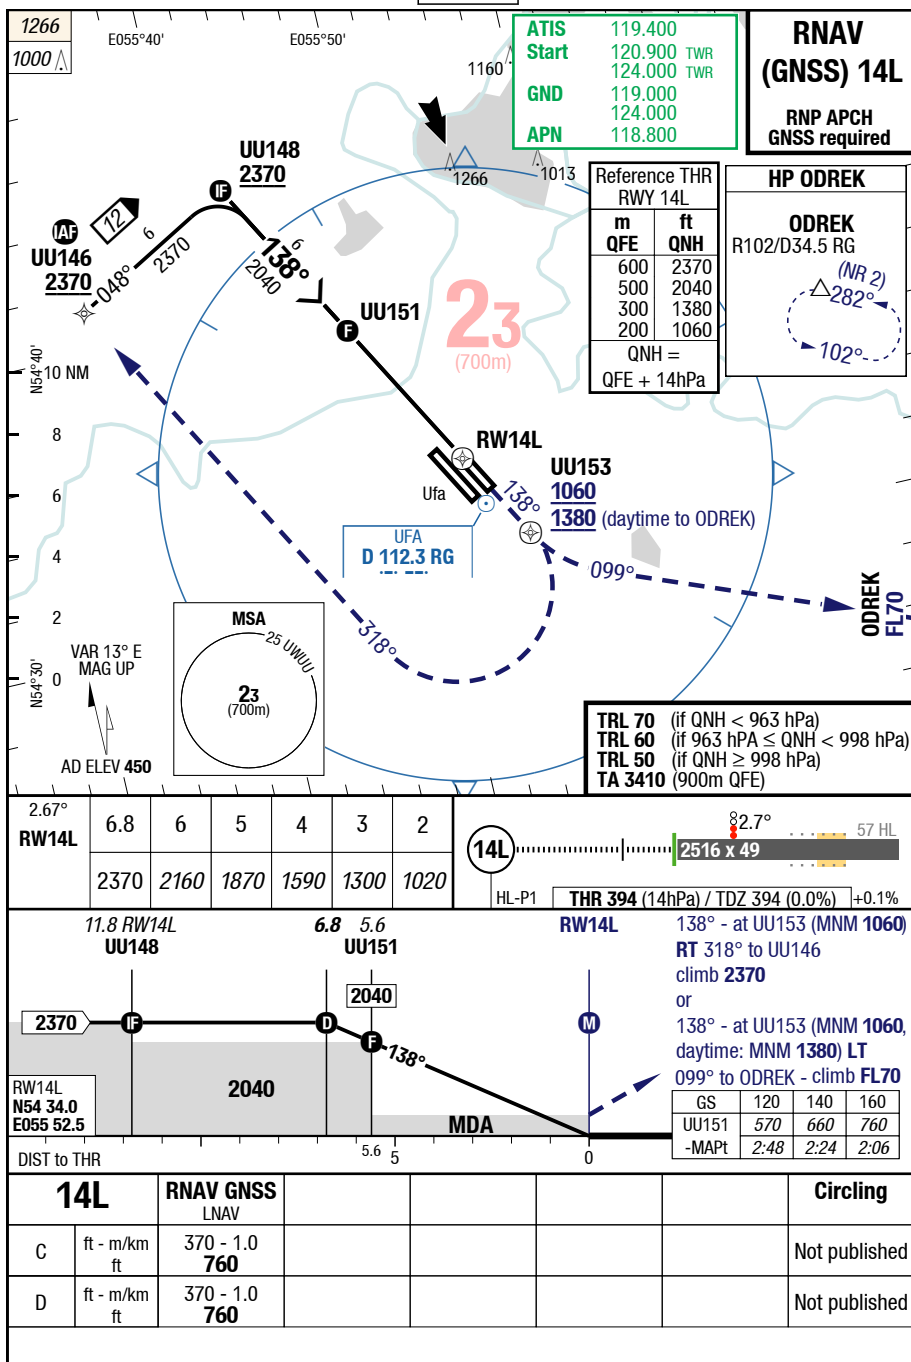 1266
1000
E055°40'
E055°50'
1160
ATIS 119.400
Start 120.900 TWR
124.000 TWR
GND 119.000
124.000
APN 118.800
RNAV
(GNSS) 14L
RNP APCH
GNSS required
UU148
2370
IF
1266
1013
Reference THR
RWY 14L
m ft
QFE QNH
600 2370
500 2040
300 1380
200 1060
QNH =
QFE + 14hPa
HP ODREK
ODREK
R102/D34.5 RG
(NR 2)
282°
102°
IAF
12
UU146
2370
048°
6
2370
6
138°
2040
UU151
F
23
(700m)
N54°40'
10 NM
8
6
4
2
0
N54°30'
RW14L
Ufa
UU153
1060
1380 (daytime to ODREK)
138°
UFA
D 112.3 RG
099°
ODREK
FL70
318°
MSA
25 UWUU
23
(700m)
VAR 13° E
MAG UP
AD ELEV 450
TRL 70 (if QNH < 963 hPa)
TRL 60 (if 963 hPA ≤ QNH < 998 hPa)
TRL 50 (if QNH ≥ 998 hPa)
TA 3410 (900m QFE)
2.67°
RW14L
6.8 6 5 4 3 2
2370 2160 1870 1590 1300 1020
14L
2.7°
57 HL
2516 x 49
HL-P1
THR 394 (14hPa) / TDZ 394 (0.0%)
+0.1%
11.8 RW14L 6.8 5.6
UU148 UU151
RW14L
2370
IF
D
2040
F
138°
M
2040
MDA
RW14L
N54 34.0
E055 52.5
DIST to THR
5.6 5 0
138° - at UU153 (MNM 1060)
RT 318° to UU146
climb 2370
or
138° - at UU153 (MNM 1060,
daytime: MNM 1380) LT
099° to ODREK - climb FL70
GS 120 140 160
UU151 570 660 760
-MAPt 2:48 2:24 2:06
14L RNAV GNSS Circling
LNAV
C ft - m/km 370 - 1.0 Not published
ft 760
D ft - m/km 370 - 1.0 Not published
ft 760